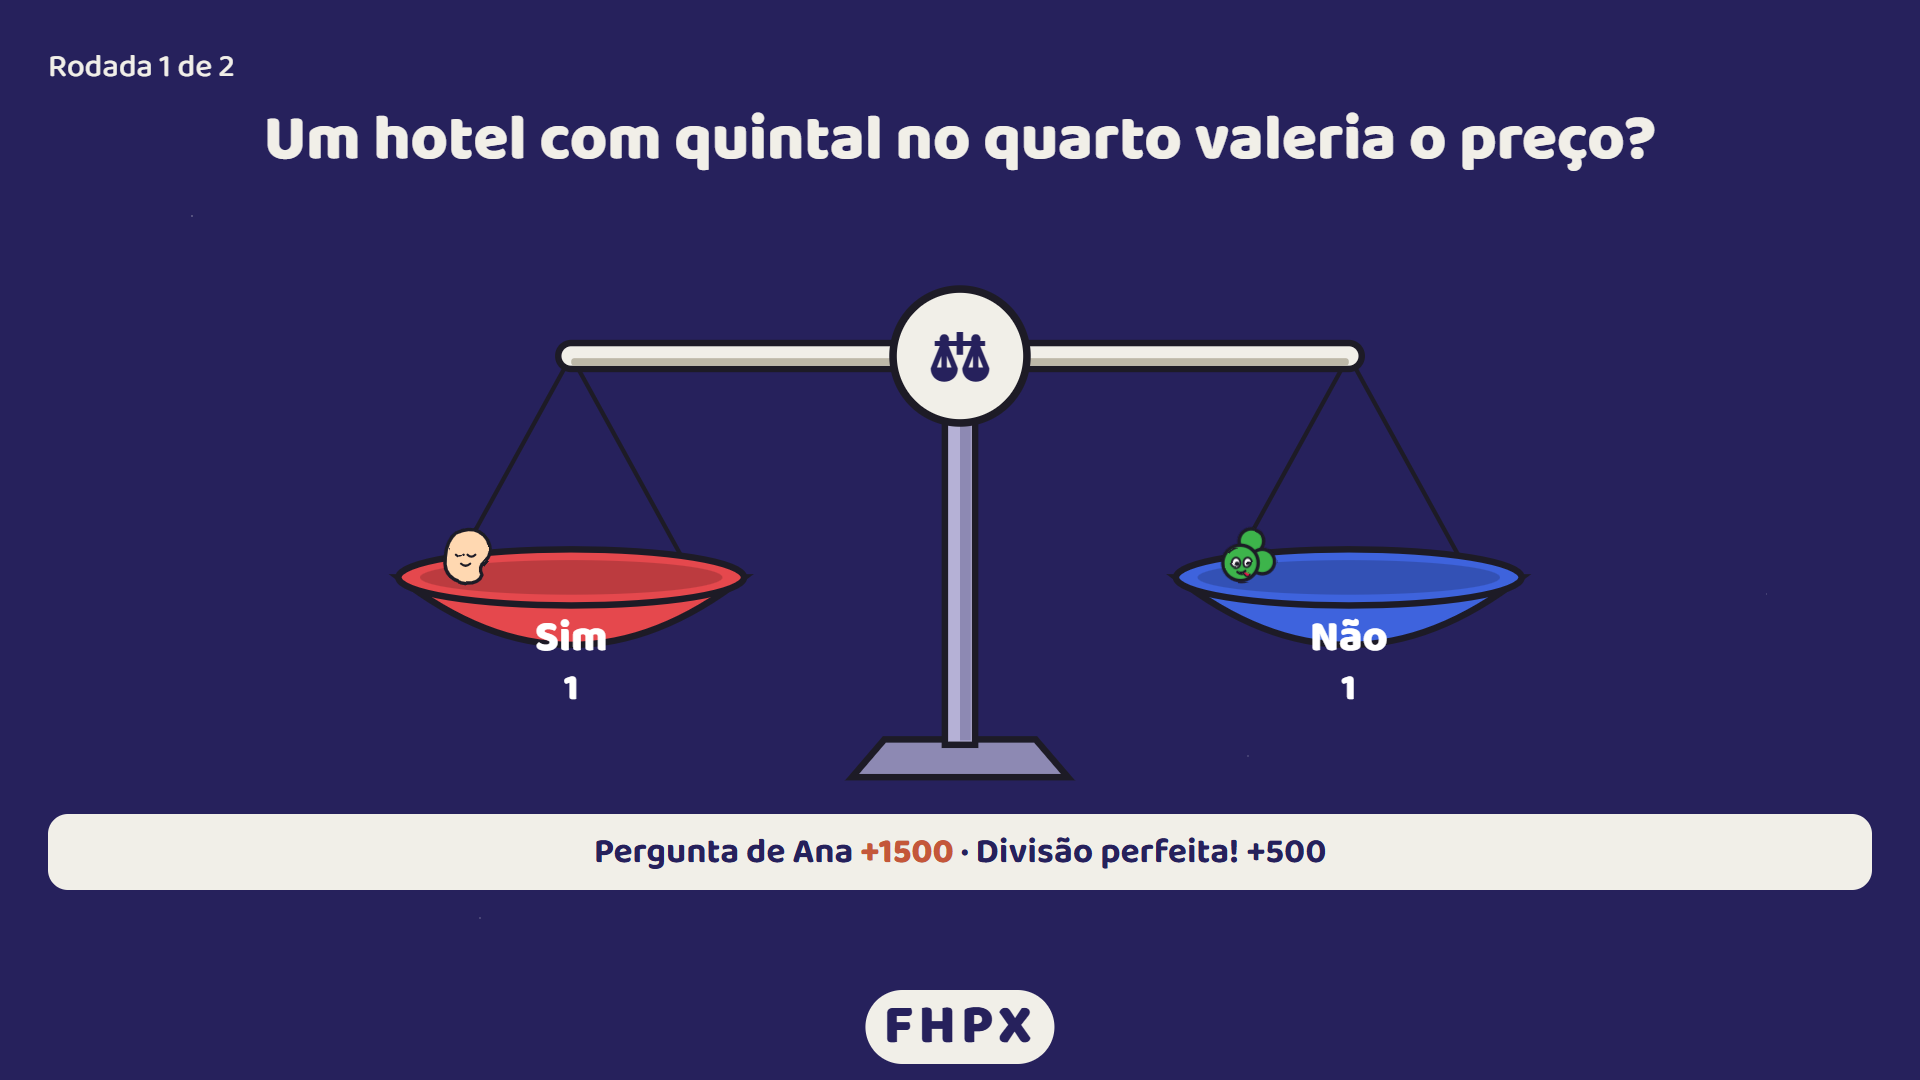 Rodada 1 de 2
Um hotel com quintal no quarto valeria o preço?
Sim
1
Não
1
Pergunta de Ana +1500 · Divisão perfeita! +500
FHPX